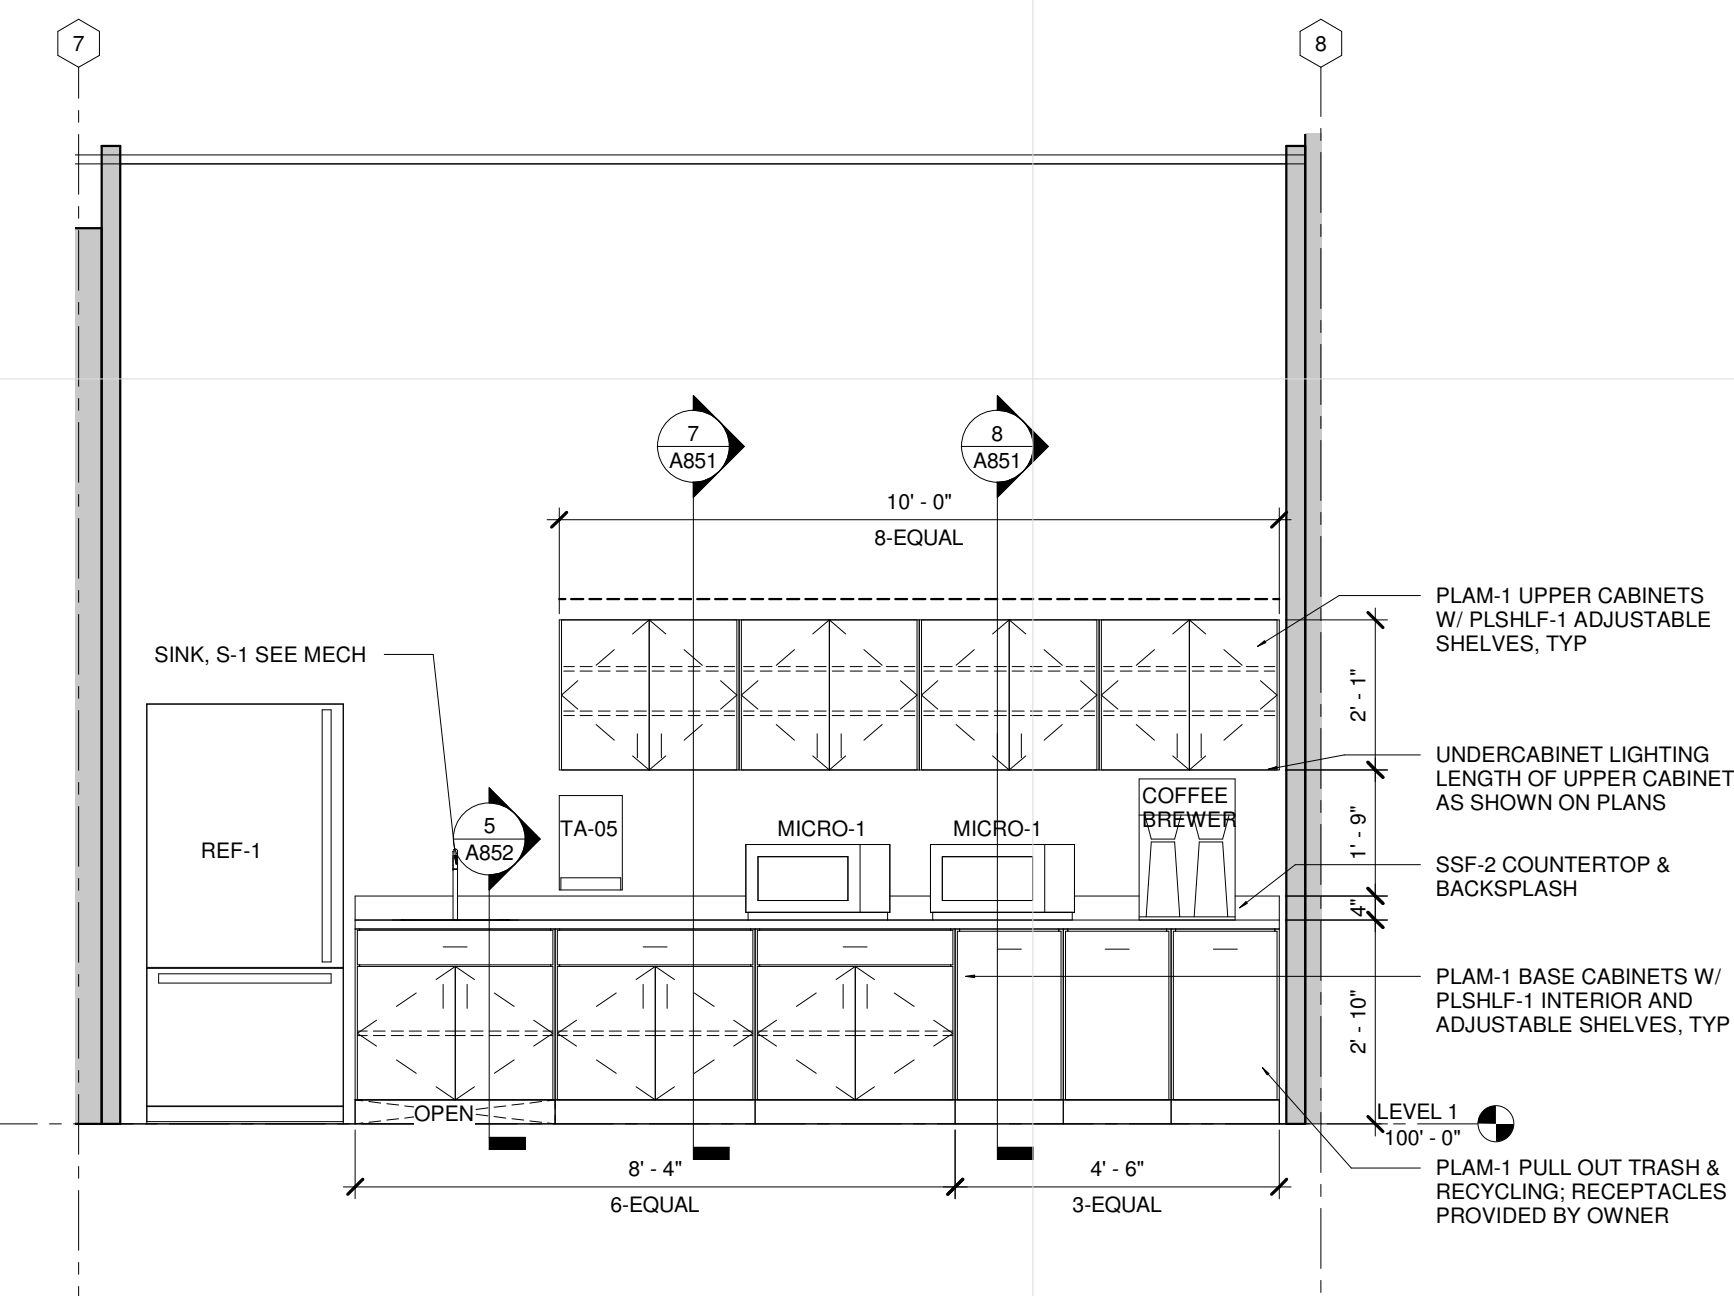 7
8
7
A851
8
A851
10' - 0"
8-EQUAL
PLAM-1 UPPER CABINETS
W/ PLSHLF-1 ADJUSTABLE
SHELVES, TYP
SINK, S-1 SEE MECH
2' - 1"
UNDERCABINET LIGHTING
LENGTH OF UPPER CABINET
AS SHOWN ON PLANS
COFFEE
BREWER
5
A852
TA-05
MICRO-1
MICRO-1
1' - 9"
REF-1
SSF-2 COUNTERTOP &
BACKSPLASH
4"
PLAM-1 BASE CABINETS W/
PLSHLF-1 INTERIOR AND
ADJUSTABLE SHELVES, TYP
2' - 10"
OPEN
LEVEL 1
100' - 0"
8' - 4"
6-EQUAL
4' - 6"
3-EQUAL
PLAM-1 PULL OUT TRASH &
RECYCLING; RECEPTACLES
PROVIDED BY OWNER